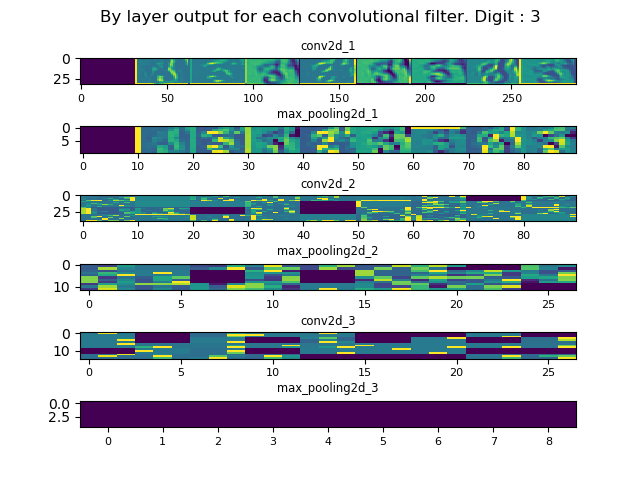 By layer output for each convolutional filter. Digit : 3
conv2d_1
0
25
0 50 100 150 200 250
max_pooling2d_1
0
5
0 10 20 30 40 50 60 70 80
conv2d_2
0
25
0 10 20 30 40 50 60 70 80
max_pooling2d_2
0
10
0 5 10 15 20 25
conv2d_3
0
10
0 5 10 15 20 25
max_pooling2d_3
0.0
2.5
0 1 2 3 4 5 6 7 8